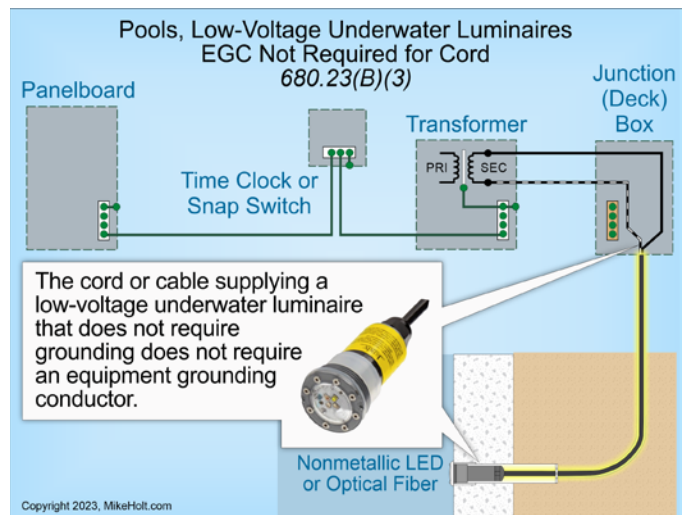 Pools, Low-Voltage Underwater Luminaires
EGC Not Required for Cord
680.23(B)(3)
Panelboard
Junction
(Deck)
Box
Transformer
PRI
SEC
Time Clock or
Snap Switch
The cord or cable supplying a
low-voltage underwater luminaire
that does not require
grounding does not require
an equipment grounding
conductor.
Nonmetallic LED
or Optical Fiber
Copyright 2023, MikeHolt.com